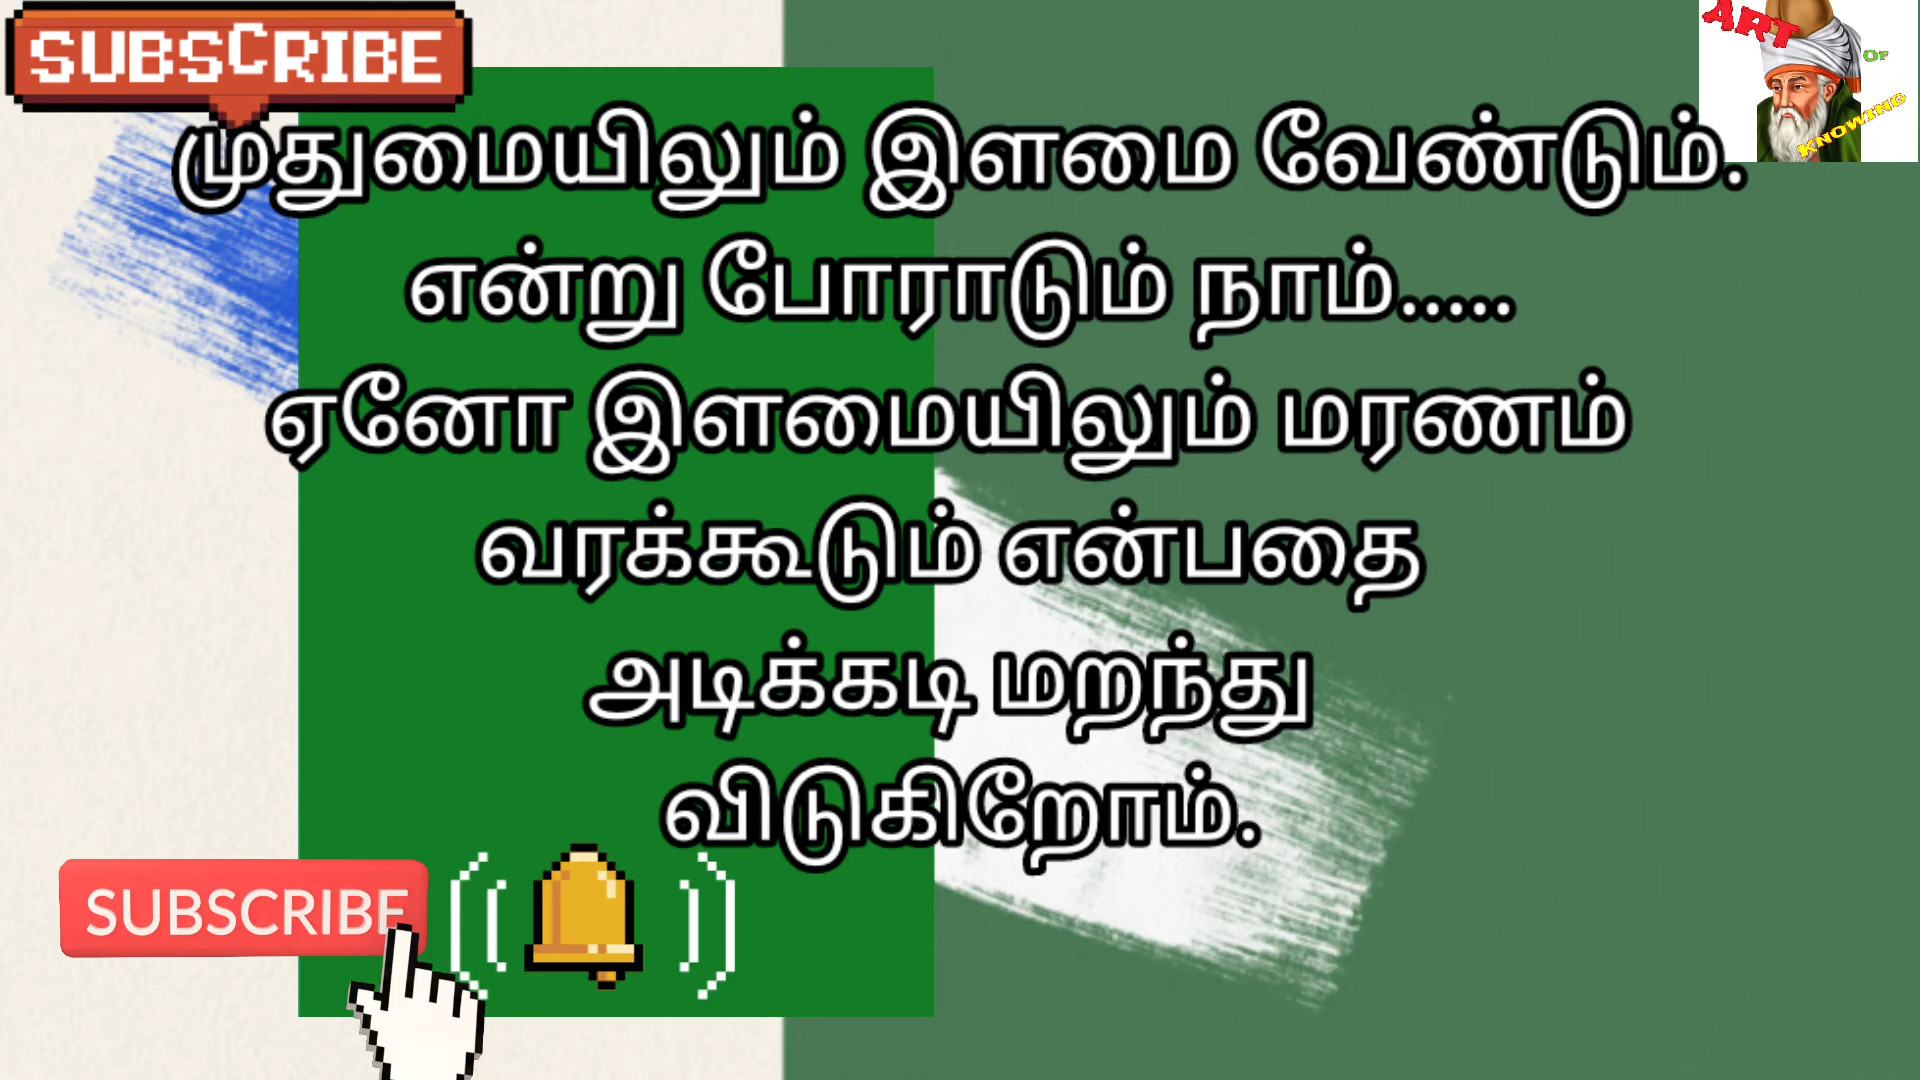 SUBSCRIBE
ART
OF
KNOWING
முதுமையிலும் இளமை வேண்டும்.
என்று போராடும் நாம்.....
ஏனோ இளமையிலும் மரணம்
வரக்கூடும் என்பதை
அடிக்கடி மறந்து
விடுகிறோம்.
SUBSCRIBE